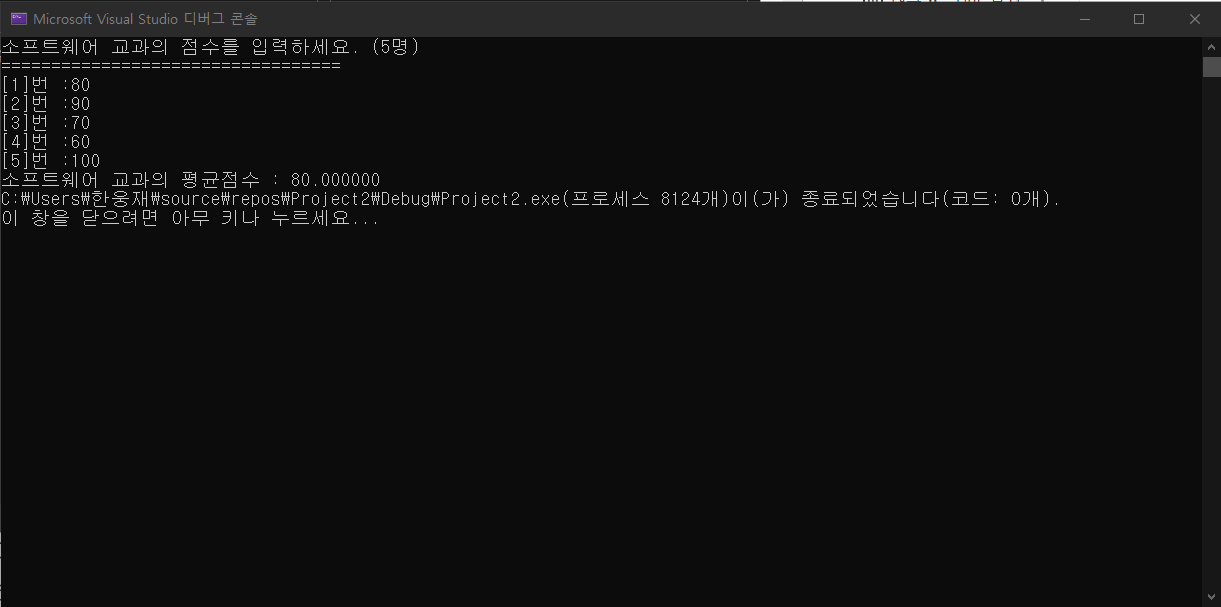 Microsoft Visual Studio 디버그 콘솔
소프트웨어 교과의 점수를 입력하세요. (5명)
==================================
[1]번 :80
[2]번 :90
[3]번 :70
[4]번 :60
[5]번 :100
소프트웨어 교과의 평균점수 : 80.000000
C:₩Users₩한웅재₩source₩repos₩Project2₩Debug₩Project2.exe(프로세스 8124개)이(가) 종료되었습니다(코드: 0개).
이 창을 닫으려면 아무 키나 누르세요...